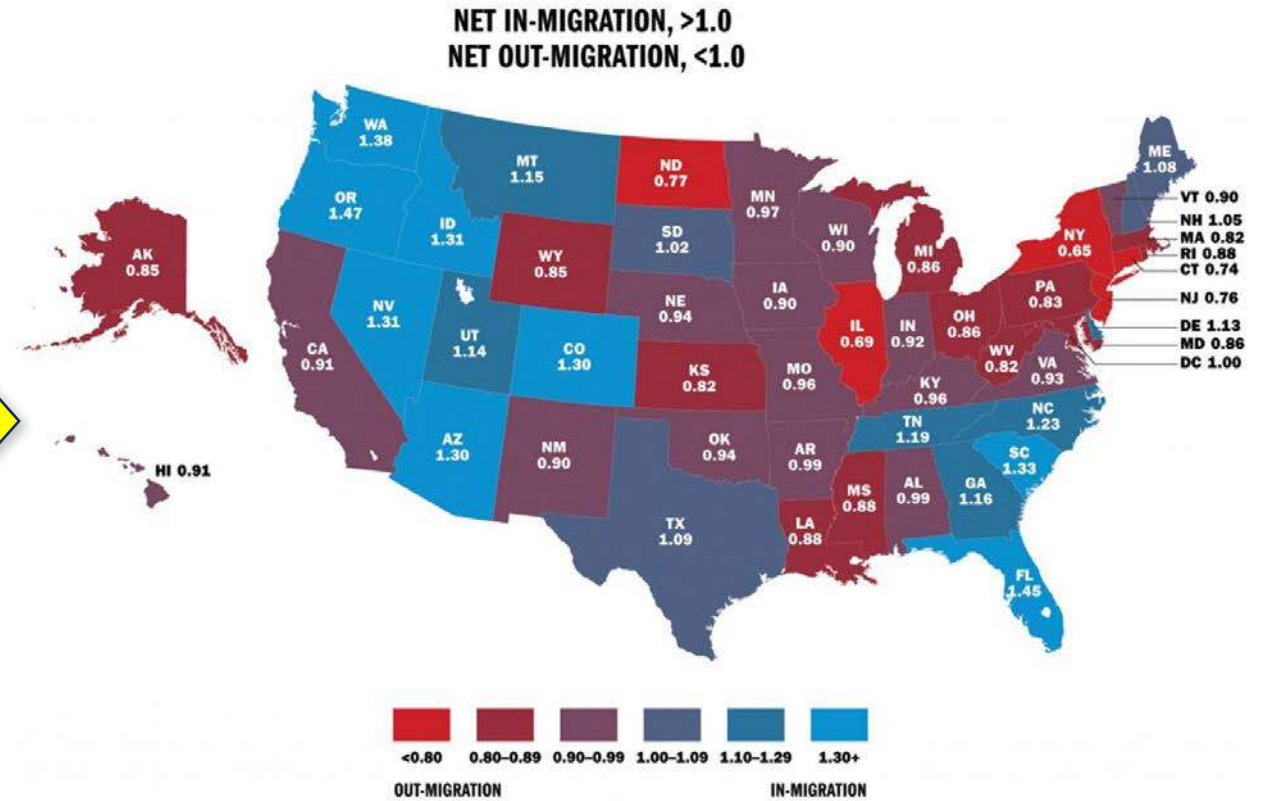 NET IN-MIGRATION, >1.0
NET OUT-MIGRATION, <1.0
WA
1.38
OR
1.47
ID
1.31
MT
1.15
ND
0.77
MN
0.97
SD
1.02
WI
0.90
WY
0.85
NV
1.31
UT
1.14
CO
1.30
CA
0.91
AZ
1.30
NM
0.90
NE
0.94
IA
0.90
KS
0.82
MO
0.96
OK
0.94
AR
0.99
TX
1.09
LA
0.88
MS
0.88
AL
0.99
GA
1.16
FL
1.45
SC
1.33
NC
1.23
TN
1.19
KY
0.96
VA
0.93
WV
0.82
OH
0.86
IN
0.92
IL
0.69
MI
0.86
PA
0.83
NY
0.65
ME
1.08
VT 0.90
NH 1.05
MA 0.82
RI 0.88
CT 0.74
NJ 0.76
DE 1.13
MD 0.86
DC 1.00
AK
0.85
HI 0.91
<0.80 0.80–0.89 0.90–0.99 1.00–1.09 1.10–1.29 1.30+
OUT-MIGRATION IN-MIGRATION